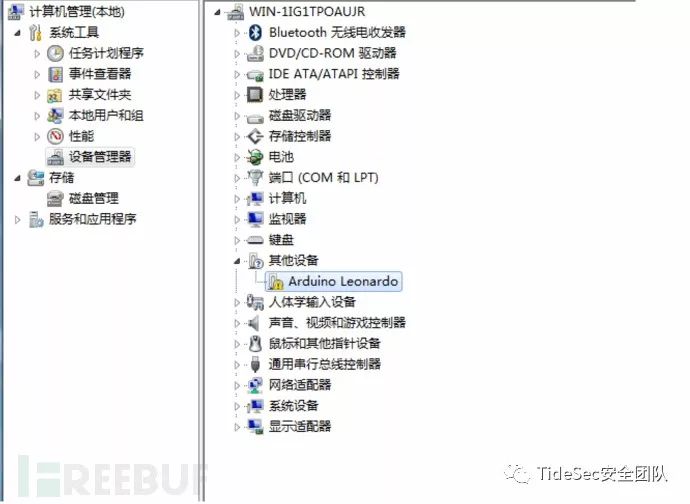 计算机管理(本地)
系统工具
任务计划程序
事件查看器
共享文件夹
本地用户和组
性能
设备管理器
存储
磁盘管理
服务和应用程序
WIN-1IG1TPOAUJR
Bluetooth 无线电收发器
DVD/CD-ROM 驱动器
IDE ATA/ATAPI 控制器
处理器
磁盘驱动器
存储控制器
电池
端口 (COM 和 LPT)
计算机
监视器
键盘
其他设备
Arduino Leonardo
人体学输入设备
声音、视频和游戏控制器
鼠标和其他指针设备
通用串行总线控制器
网络适配器
系统设备
显示适配器
FREEBUF
TideSec安全团队